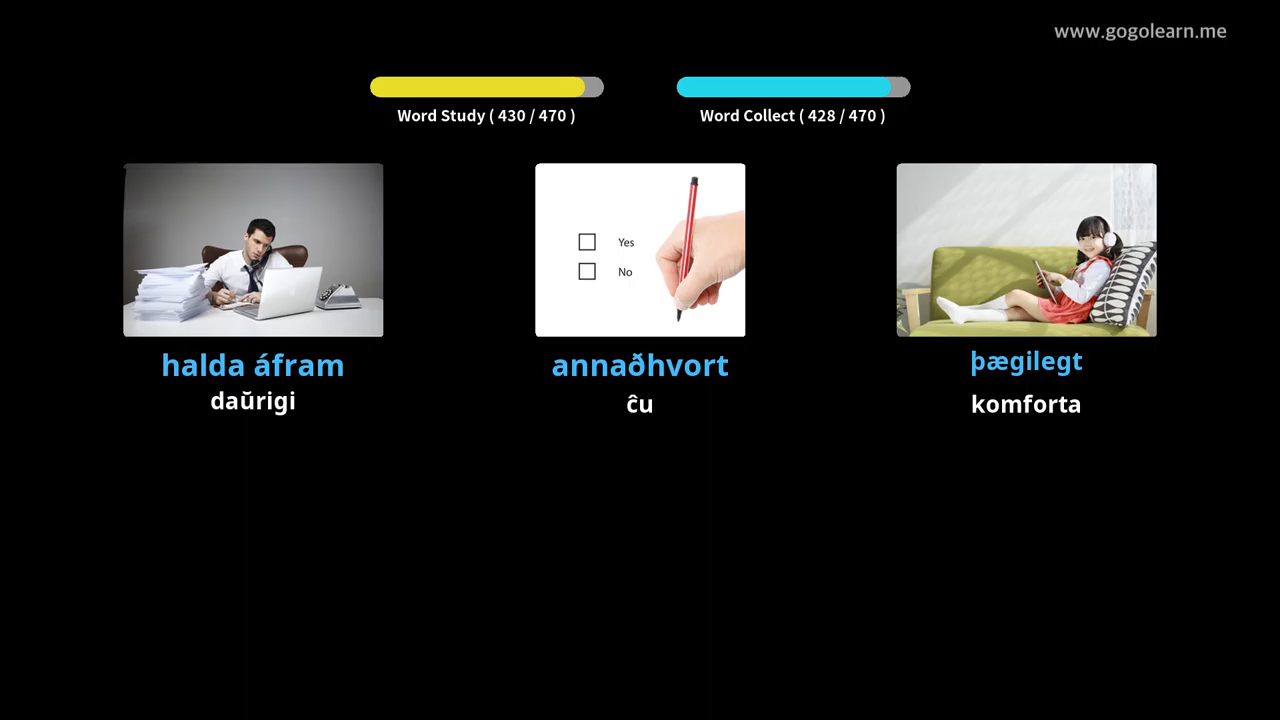 www.gogolearn.me
Word Study ( 430 / 470 )
Word Collect ( 428 / 470 )
Yes
No
halda áfram
daŭrigi
annaðhvort
ĉu
þægilegt
komforta